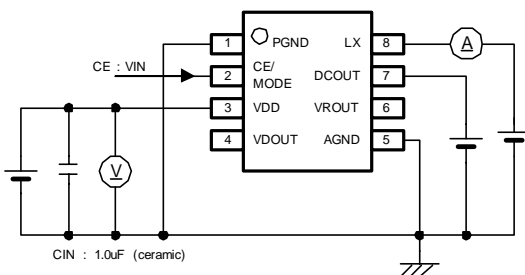 1 PGND LX 8 A
CE : VIN
2 CE/
MODE DCOUT 7
3 VDD VROUT 6
4 VDOUT AGND 5
V
CIN : 1.0uF (ceramic)